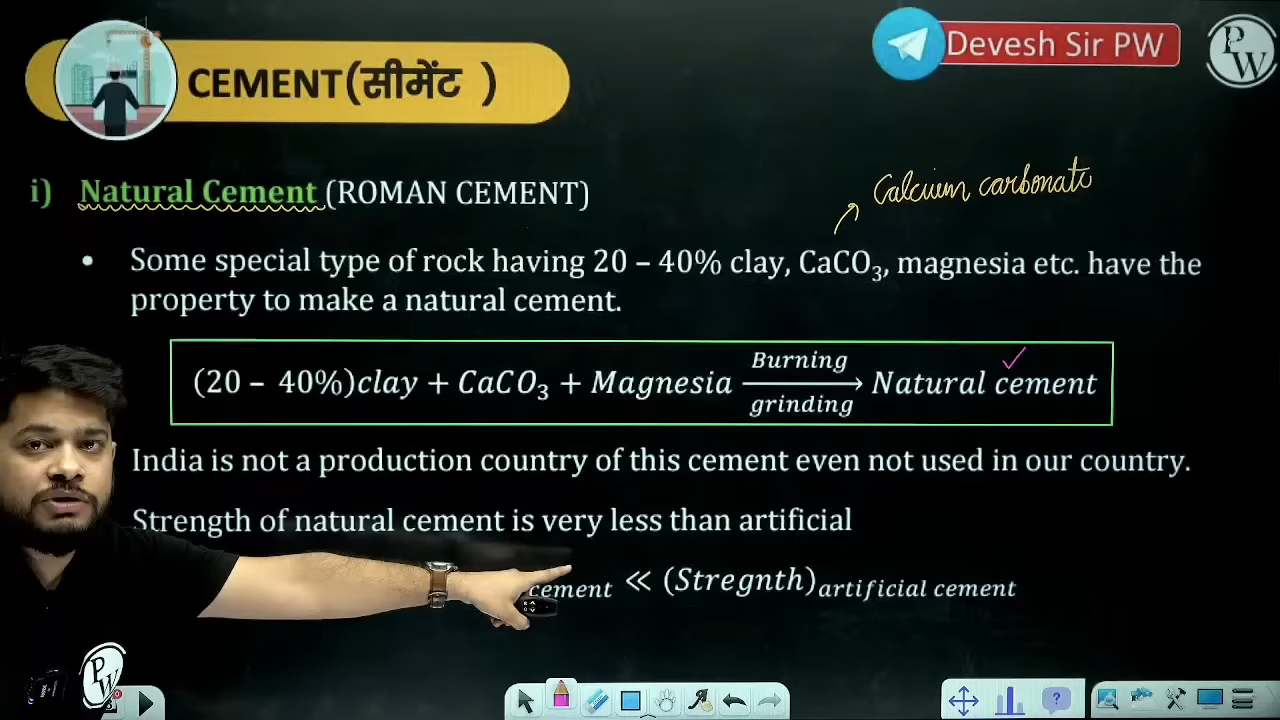 Devesh Sir PW
PW
CEMENT(सीमेंट )
i) Natural Cement (ROMAN CEMENT)
Calcium carbonate
• Some special type of rock having 20 – 40% clay, CaCO₃, magnesia etc. have the
property to make a natural cement.
(20 – 40%)clay + CaCO₃ + Magnesia Burning grinding → Natural cement
India is not a production country of this cement even not used in our country.
Strength of natural cement is very less than artificial
cement ≪ (Stregnth)artificial cement
PW